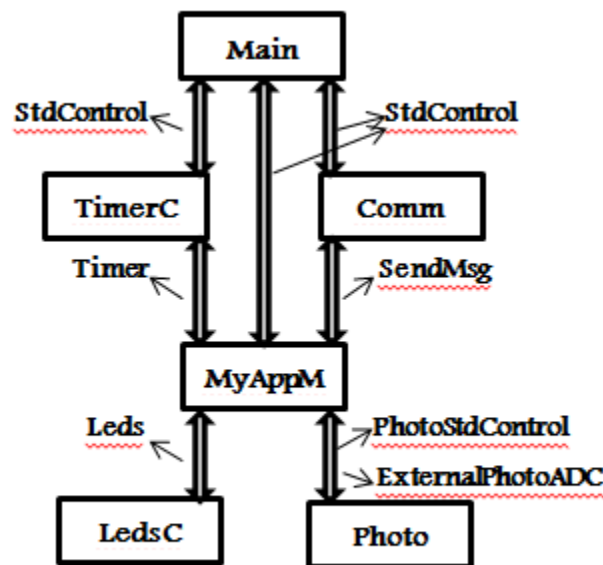 Main
StdControl
StdControl
TimerC
Comm
Timer
SendMsg
MyAppM
Leds
PhotoStdControl
ExternalPhotoADC
LedsC
Photo